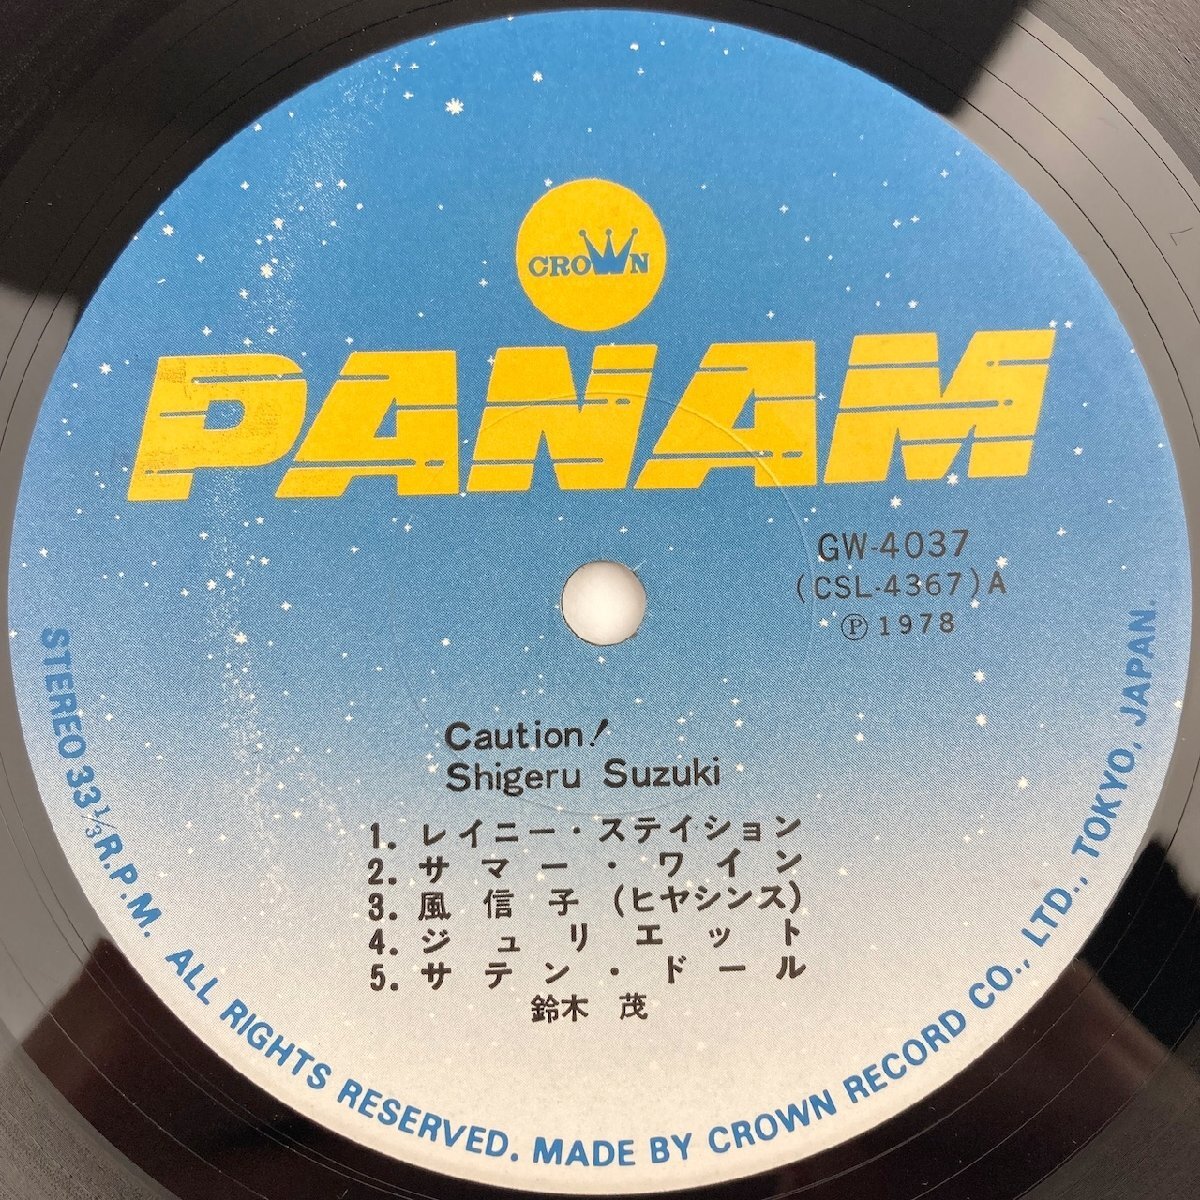 CROWN
PANAM
GW-4037
(CSL-4367)A
Ⓟ1978
Caution!
Shigeru Suzuki
1. レイニー・ステイション
2. サマー・ワイン
3. 風信子(ヒヤシンス)
4. ジュリエット
5. サテン・ドール
鈴木 茂
STEREO 33 1/3 R.P.M. ALL RIGHTS RESERVED. MADE BY CROWN RECORD CO., LTD., TOKYO, JAPAN.